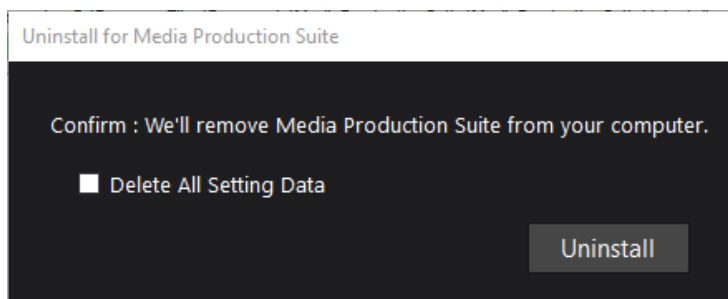 Uninstall for Media Production Suite
Confirm : We'll remove Media Production Suite from your computer.
Delete All Setting Data
Uninstall